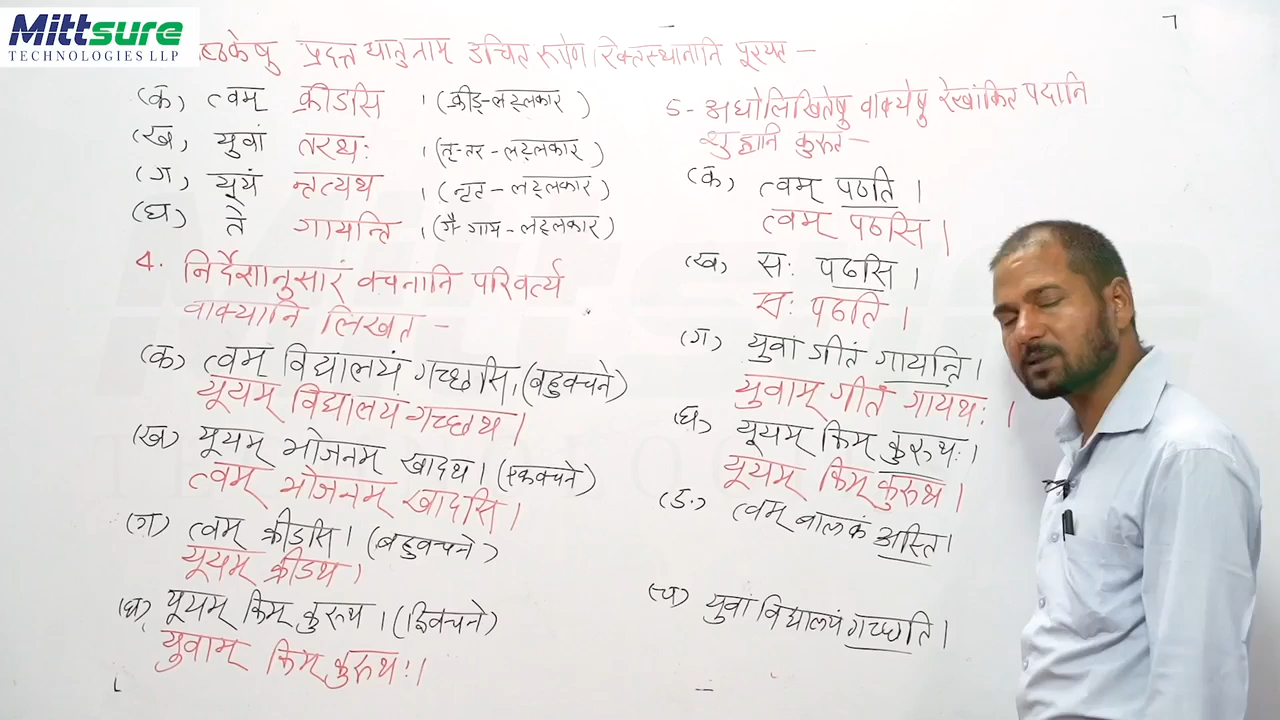 Mittsure
TECHNOLOGIES LLP
प्रदत्त धातुनाम् उचित रूपेण रिक्तस्थानानि पूरयत –
(क) त्वम् क्रीडसि । (क्रीड्-लट्लकार)
(ख) युवां तरथः । (तृ-तर-लट्लकार)
(ग) यूयं नृत्यथ । (नृत-लट्लकार)
(घ) ते गायन्ति । (गै-गाय-लट्लकार)
4. निर्देशानुसारं वचनानि परिवर्त्य
वाक्यानि लिखत –
(क) त्वम् विद्यालयं गच्छसि। (बहुवचने)
यूयम् विद्यालयं गच्छथ।
(ख) यूयम् भोजनम् खादथ। (एकवचने)
त्वम् भोजनम् खादसि।
(ग) त्वम् क्रीडसि। (बहुवचने)
यूयम् क्रीडथ।
(घ) यूयम् किम् कुरुथ। (द्विवचने)
युवाम् किम् कुरुथः।
5- अधोलिखितेषु वाक्येषु रेखांकित पदानि
शुद्धानि कुरुत –
(क) त्वम् पठति।
त्वम् पठसि।
(ख) सः पठसि।
सः पठति।
(ग) युवां गीतं गायन्ति।
युवाम् गीतं गायथः।
(घ) यूयम् किम् कुरुथः।
यूयम् किम् कुरुथ।
(ङ) त्वम् बालकं अस्ति।
(च) युवां विद्यालयं गच्छति।